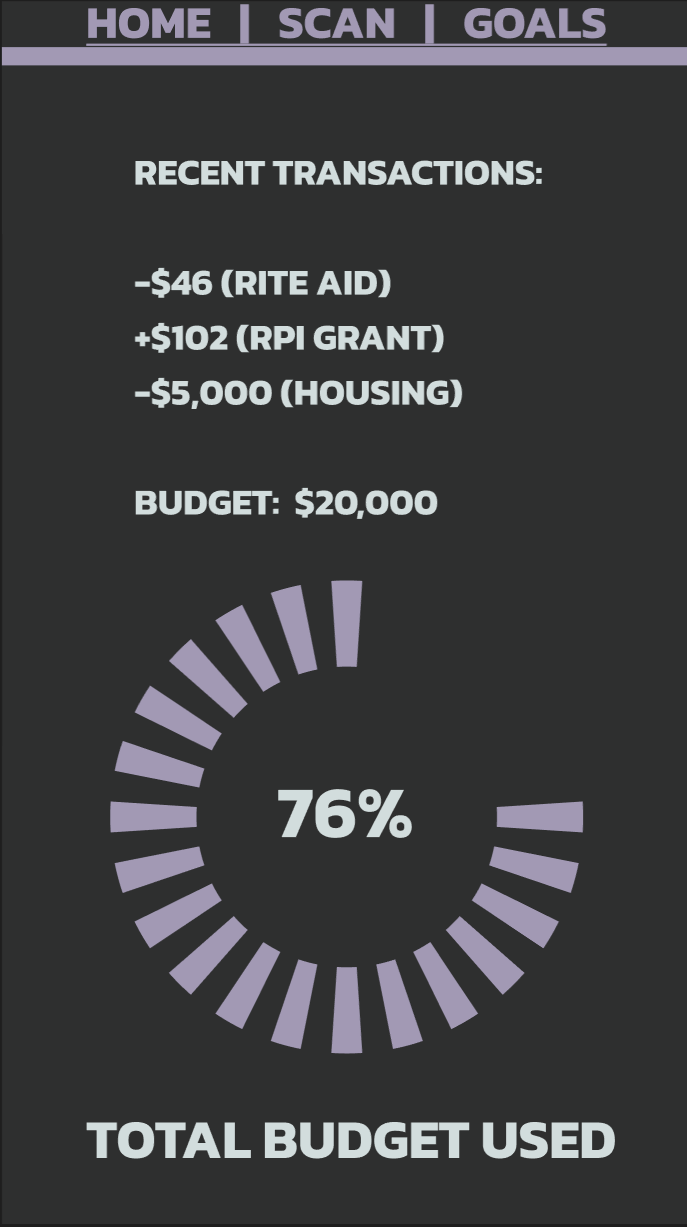 HOME | SCAN | GOALS
RECENT TRANSACTIONS:
-$46 (RITE AID)
+$102 (RPI GRANT)
-$5,000 (HOUSING)
BUDGET: $20,000
76%
TOTAL BUDGET USED